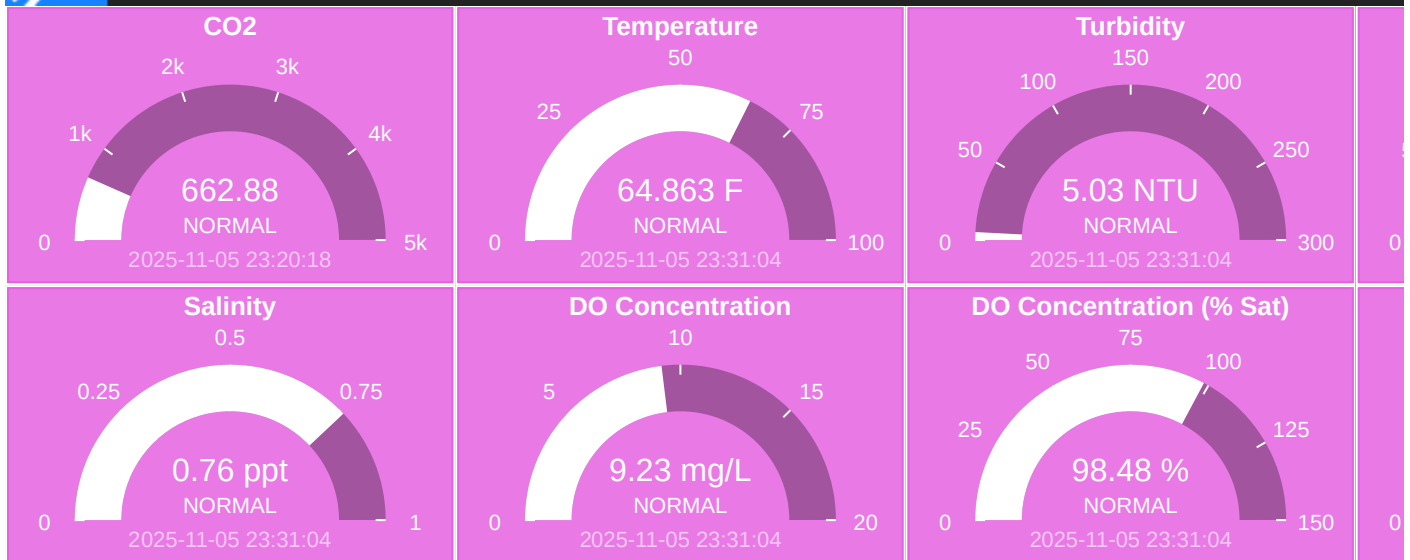 CO2
2k
3k
1k
4k
662.88
NORMAL
0
5k
2025-11-05 23:20:18
Temperature
50
25
75
64.863 F
NORMAL
0
100
2025-11-05 23:31:04
Turbidity
150
100
200
50
250
5.03 NTU
NORMAL
0
300
2025-11-05 23:31:04
0
Salinity
0.5
0.25
0.75
0.76 ppt
NORMAL
0
1
2025-11-05 23:31:04
DO Concentration
10
5
15
9.23 mg/L
NORMAL
0
20
2025-11-05 23:31:04
DO Concentration (% Sat)
75
50
100
25
125
98.48 %
NORMAL
0
150
2025-11-05 23:31:04
0